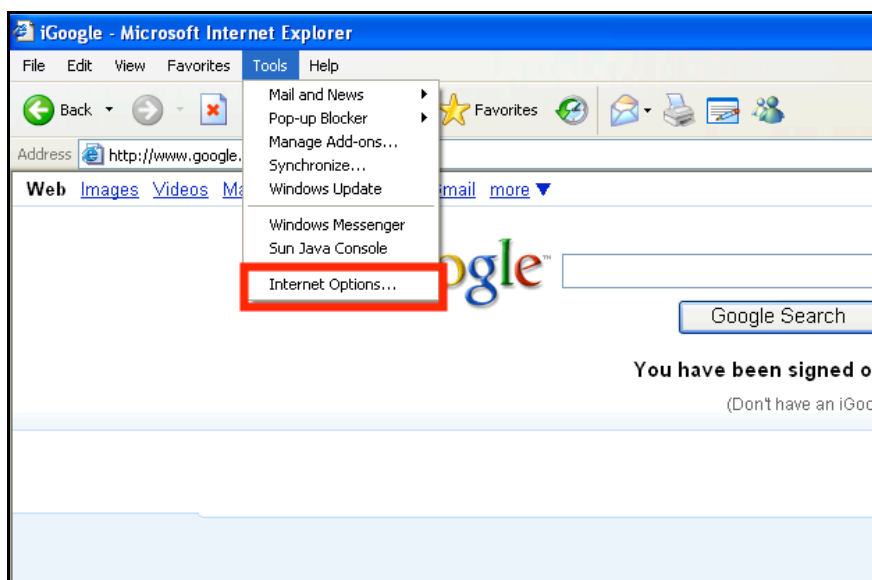 iGoogle - Microsoft Internet Explorer
File Edit View Favorites Tools Help
Back Favorites
Mail and News
Pop-up Blocker
Manage Add-ons...
Synchronize...
Windows Update
Windows Messenger
Sun Java Console
Internet Options...
Address http://www.google.
Web Images Videos more
Google Search
You have been signed
(Don't have an